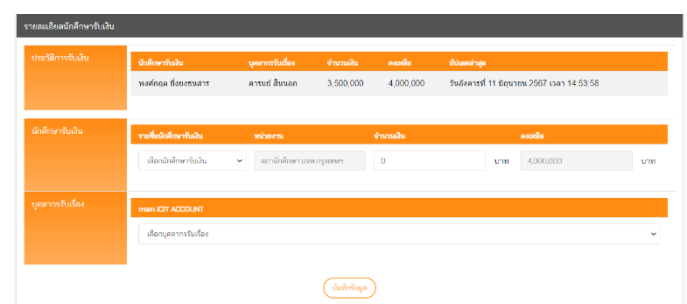 รายละเอียดนักศึกษารับเงิน
ประวัติการรับเงิน
นักศึกษารับเงิน บุคลากรรับเรื่อง จำนวนเงิน คงเหลือ อัปเดตล่าสุด
พงศ์กฤต ยิ่งยงธนสาร ดารนย์ สืบนอก 3,500,000 4,000,000 วันอังคารที่ 11 มิถุนายน 2567 เวลา 14:53:58
นักศึกษารับเงิน
รายชื่อนักศึกษารับเงิน หน่วยงาน จำนวนเงิน คงเหลือ
เลือกนักศึกษารับเงิน สภานักศึกษา มจพ.กรุงเทพฯ 0 บาท 4,000,000 บาท
บุคลากรรับเรื่อง
กรอก ICIT ACCOUNT
เลือกบุคลากรรับเรื่อง
บันทึกข้อมูล